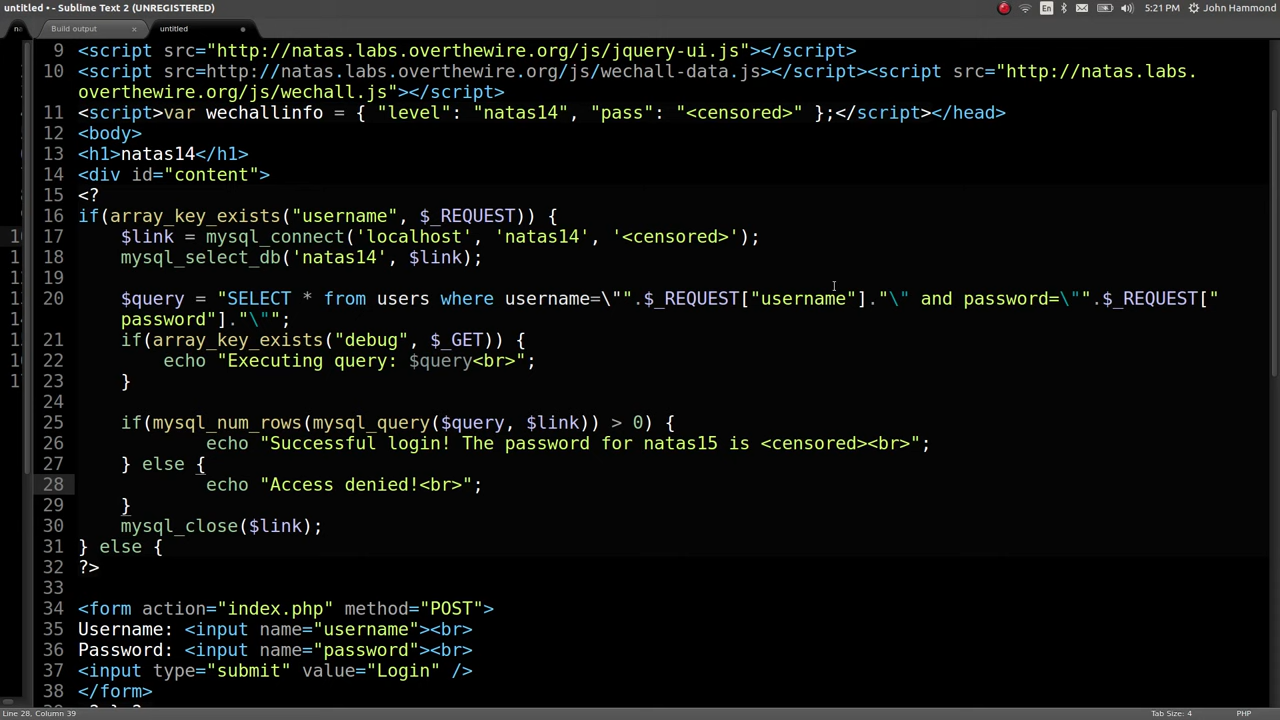 untitled • - Sublime Text 2 (UNREGISTERED)
En
5:21 PM
John Hammond
na
Build output
untitled
9 <script src="http://natas.labs.overthewire.org/js/jquery-ui.js"></script>
10 <script src=http://natas.labs.overthewire.org/js/wechall-data.js></script><script src="http://natas.labs.
overthewire.org/js/wechall.js"></script>
11 <script>var wechallinfo = { "level": "natas14", "pass": "<censored>" };</script></head>
12 <body>
13 <h1>natas14</h1>
14 <div id="content">
15 <?
16 if(array_key_exists("username", $_REQUEST)) {
17 $link = mysql_connect('localhost', 'natas14', '<censored>');
18 mysql_select_db('natas14', $link);
19
20 $query = "SELECT * from users where username=\"".$_REQUEST["username"]."\" and password=\"".$_REQUEST["
password"]."\"";
21 if(array_key_exists("debug", $_GET)) {
22 echo "Executing query: $query<br>";
23 }
24
25 if(mysql_num_rows(mysql_query($query, $link)) > 0) {
26 echo "Successful login! The password for natas15 is <censored><br>";
27 } else {
28 echo "Access denied!<br>";
29 }
30 mysql_close($link);
31 } else {
32 ?>
33
34 <form action="index.php" method="POST">
35 Username: <input name="username"><br>
36 Password: <input name="password"><br>
37 <input type="submit" value="Login" />
38 </form>
Line 28, Column 39
Tab Size: 4
PHP